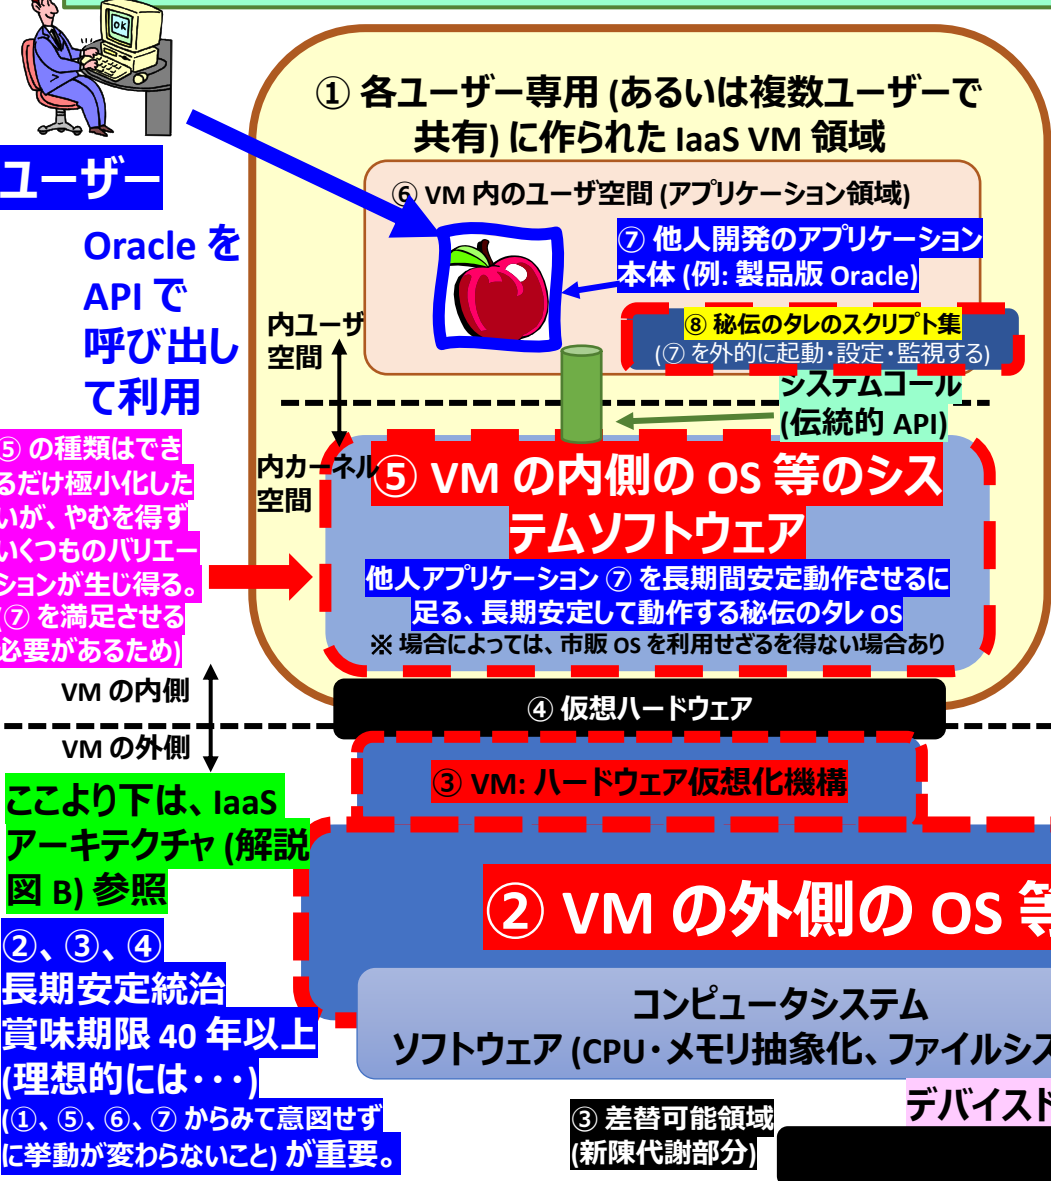 OK
① 各ユーザー専用 (あるいは複数ユーザーで
共有) に作られた IaaS VM 領域
ユーザー
⑥ VM 内のユーザ空間 (アプリケーション領域)
Oracle を
API で
呼び出し
て利用
⑦ 他人開発のアプリケーション
本体 (例: 製品版 Oracle)
⑧ 秘伝のタレのスクリプト集
(⑦ を外的に起動・設定・監視する)
内ユーザ
空間
システムコール
(伝統的 API)
内カーネル
空間
⑤ の種類はでき
るだけ極小化した
いが、やむを得ず
いくつものバリエー
ションが生じ得る。
(⑦ を満足させる
必要があるため)
⑤ VM の内側の OS 等のシス
テムソフトウェア
他人アプリケーション ⑦ を長期間安定動作させるに
足る、長期安定して動作する秘伝のタレ OS
※ 場合によっては、市販 OS を利用せざるを得ない場合あり
VM の内側
④ 仮想ハードウェア
VM の外側
③ VM: ハードウェア仮想化機構
ここより下は、IaaS
アーキテクチャ (解説
図 B) 参照
② VM の外側の OS 等
②、③、④
長期安定統治
賞味期限 40 年以上
(理想的には・・・)
(①、⑤、⑥、⑦ からみて意図せず
に挙動が変わらないこと) が重要。
コンピュータシステム
ソフトウェア (CPU・メモリ抽象化、ファイルシス
デバイスド
③ 差替可能領域
(新陳代謝部分)